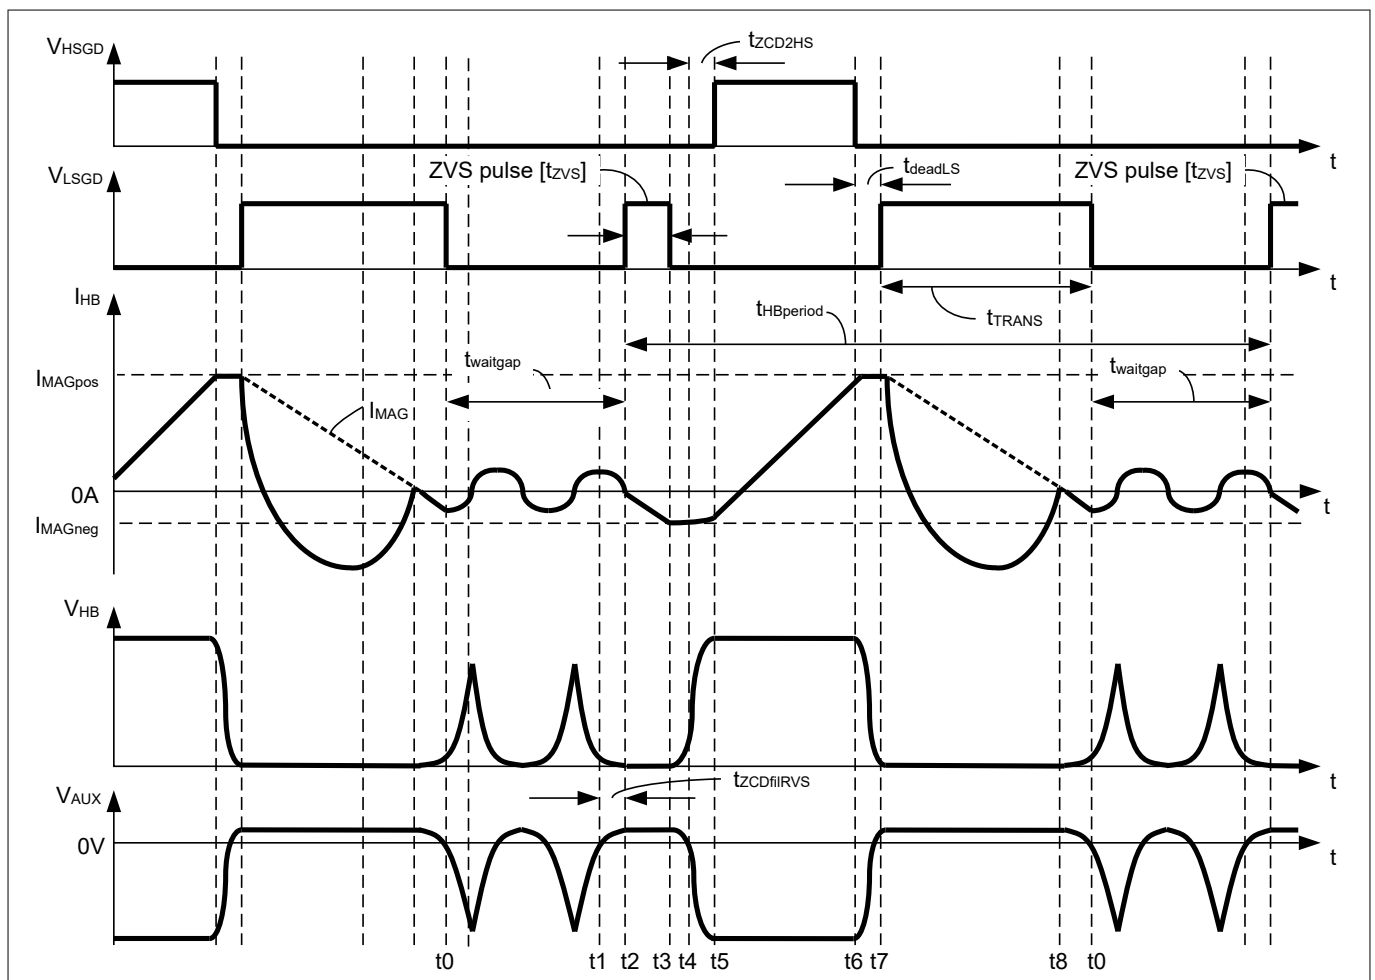 VHSGD
tZCD2HS
t
VLSGD
ZVS pulse [tZVS]
tdeadLS
ZVS pulse [tZVS]
t
IHB
tHBperiod
tTRANS
twaitgap
twaitgap
IMAGpos
IMAG
0A
t
IMAGneg
VHB
t
VAUX
tZCDfilRVS
0V
t
t0 t1 t2 t3 t4 t5 t6 t7 t8 t0